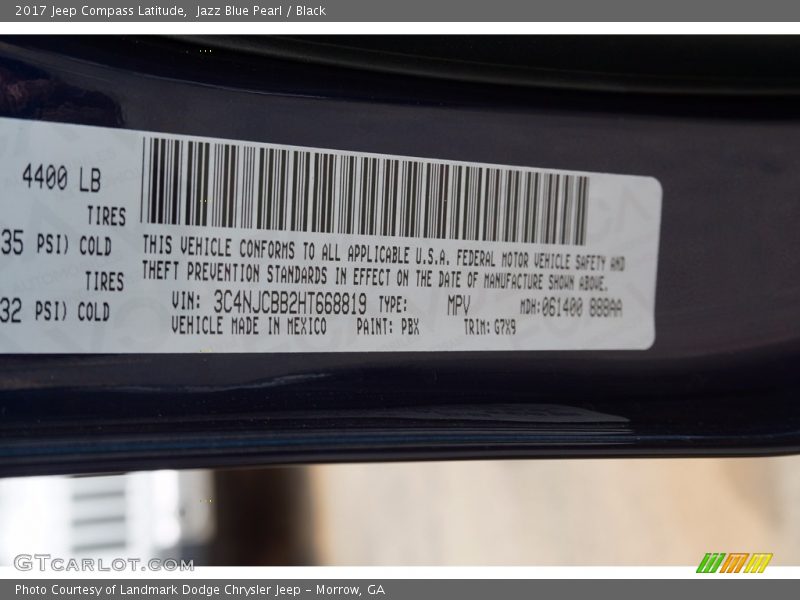 2017 Jeep Compass Latitude,  Jazz Blue Pearl / Black
4400 LB
TIRES
35 PSI) COLD
TIRES
32 PSI) COLD
THIS VEHICLE CONFORMS TO ALL APPLICABLE U.S.A. FEDERAL MOTOR VEHICLE SAFETY AND
THEFT PREVENTION STANDARDS IN EFFECT ON THE DATE OF MANUFACTURE SHOWN ABOVE.
VIN: 3C4NJCBB2HT668819 TYPE: MPV MDH:061400 888AA
VEHICLE MADE IN MEXICO PAINT: PBX TRIM: G7X9
GTCARLOT.COM
Photo Courtesy of Landmark Dodge Chrysler Jeep – Morrow, GA